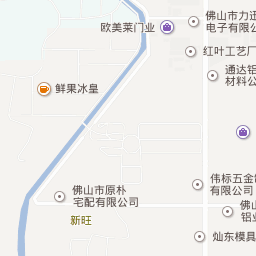 欧美莱门业
佛山市力迅
电子有限公
红叶工艺厂
通达铝
材料公
鲜果冰皇
伟标五金
有限公司
佛山市原朴
宅配有限公司
新旺
佛山
铝业
灿东模具